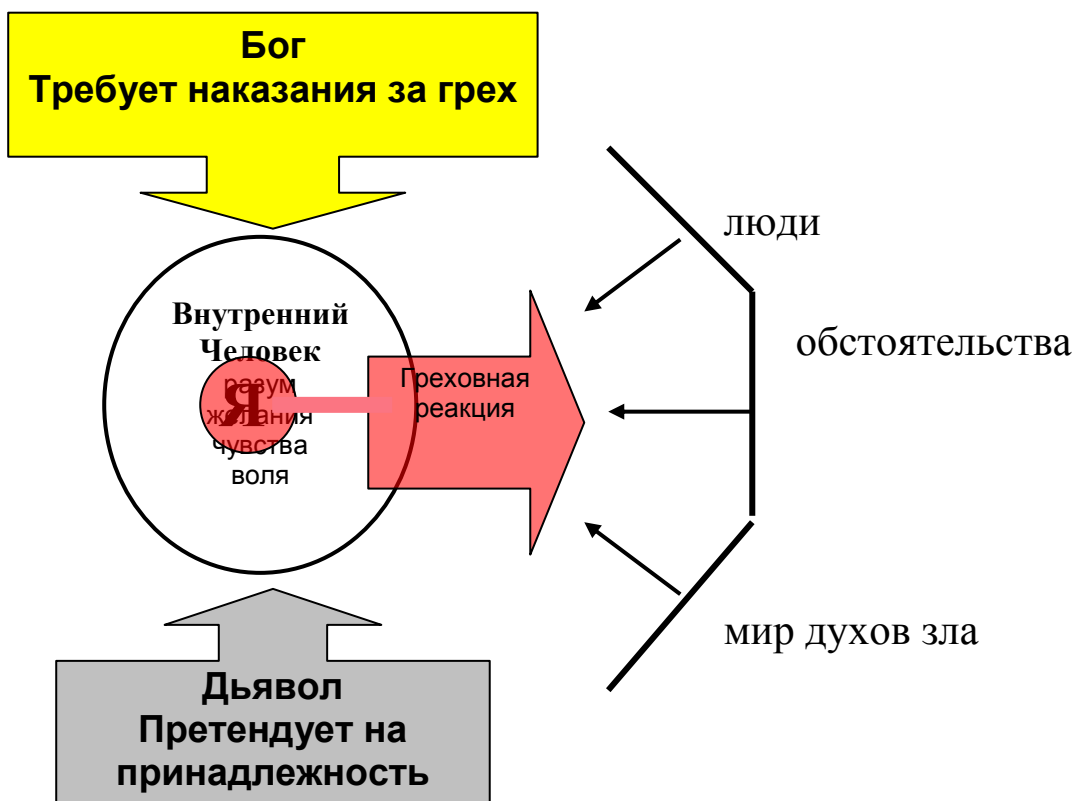 Бог
Требует наказания за грех
люди
Внутренний
Человек
разум
желания
чувства
воля
Я
Греховная
реакция
обстоятельства
мир духов зла
Дьявол
Претендует на
принадлежность